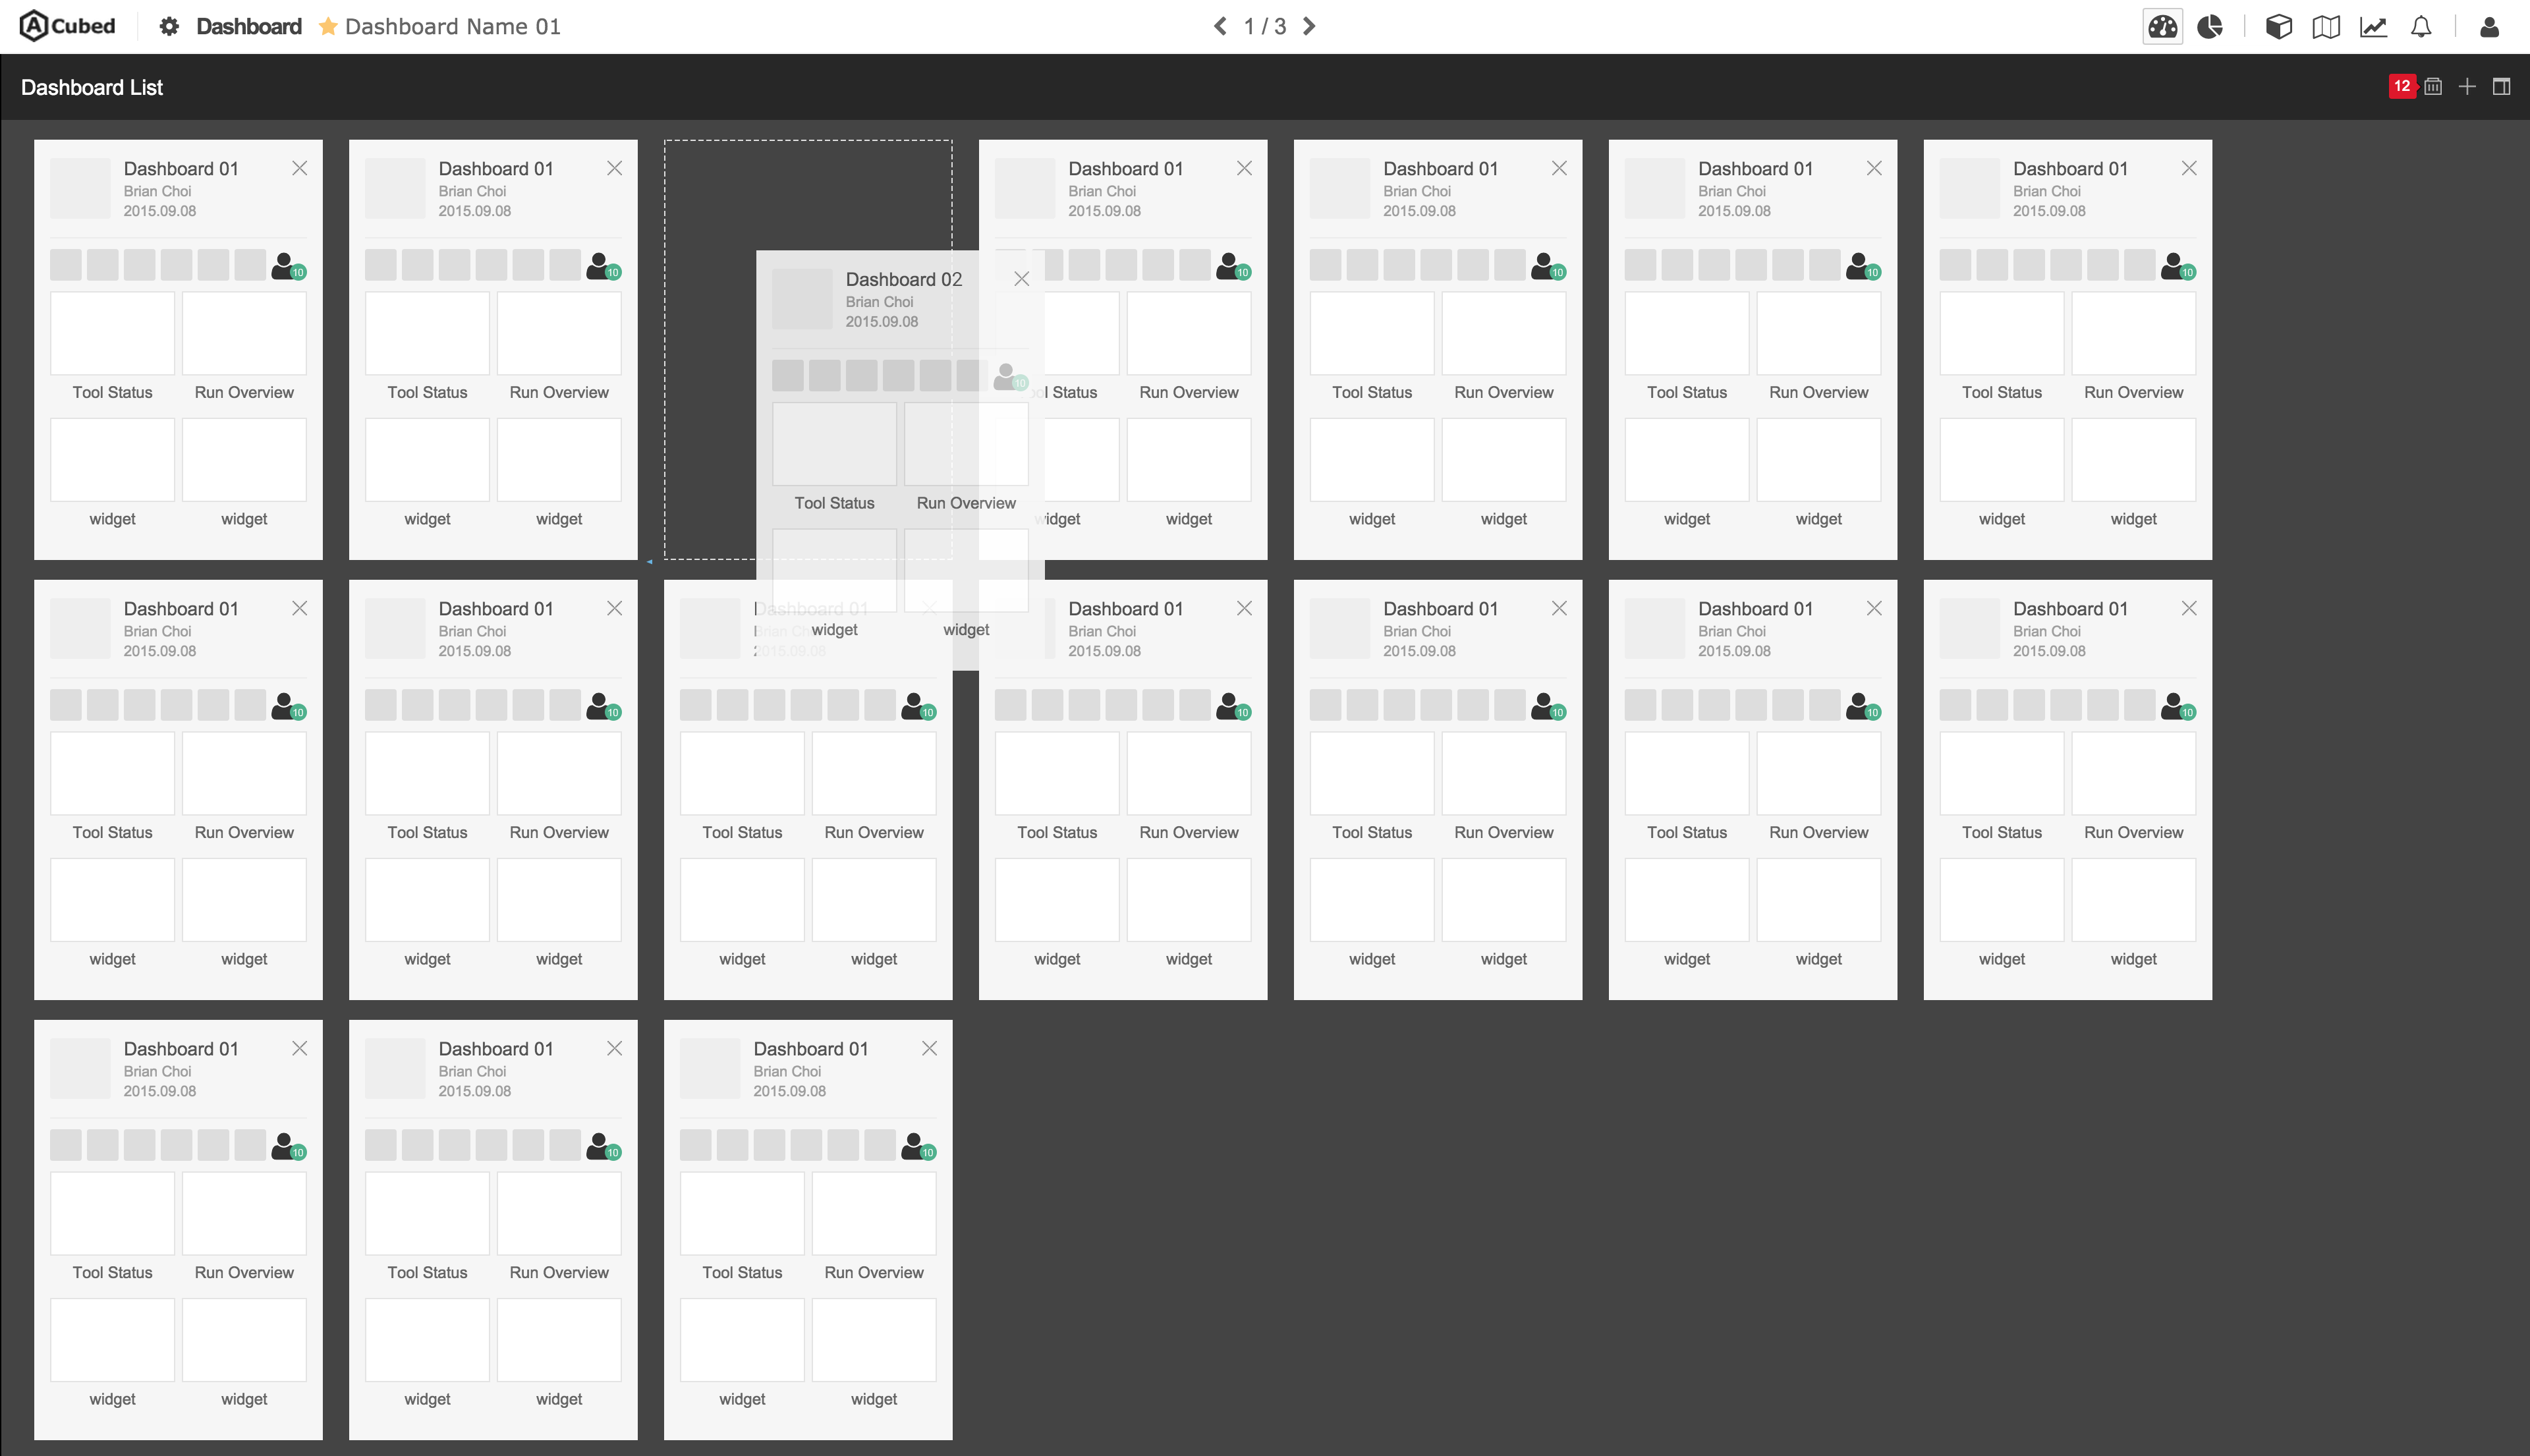 A Cubed
Dashboard
Dashboard Name 01
1 / 3
Dashboard List
12
Dashboard 01
Brian Choi
2015.09.08
10
Tool Status
Run Overview
widget
widget
Dashboard 01
Brian Choi
2015.09.08
10
Tool Status
Run Overview
widget
widget
Dashboard 02
Brian Choi
2015.09.08
10
Tool Status
Run Overview
widget
widget
Dashboard 01
Brian Choi
2015.09.08
10
Status
Run Overview
widget
widget
Dashboard 01
Brian Choi
2015.09.08
10
Tool Status
Run Overview
widget
widget
Dashboard 01
Brian Choi
2015.09.08
10
Tool Status
Run Overview
widget
widget
Dashboard 01
Brian Choi
2015.09.08
10
Tool Status
Run Overview
widget
widget
Dashboard 01
Brian Choi
2015.09.08
10
Tool Status
Run Overview
widget
widget
Dashboard 01
Brian Choi
2015.09.08
10
Tool Status
Run Overview
widget
widget
Dashboard 01
Brian
2015.09.08
10
Tool Status
Run Overview
widget
widget
Dashboard 01
Brian Choi
2015.09.08
10
Tool Status
Run Overview
widget
widget
Dashboard 01
Brian Choi
2015.09.08
10
Tool Status
Run Overview
widget
widget
Dashboard 01
Brian Choi
2015.09.08
10
Tool Status
Run Overview
widget
widget
Dashboard 01
Brian Choi
2015.09.08
10
Tool Status
Run Overview
widget
widget
Dashboard 01
Brian Choi
2015.09.08
10
Tool Status
Run Overview
widget
widget
Dashboard 01
Brian Choi
2015.09.08
10
Tool Status
Run Overview
widget
widget
Dashboard 01
Brian Choi
2015.09.08
10
Tool Status
Run Overview
widget
widget